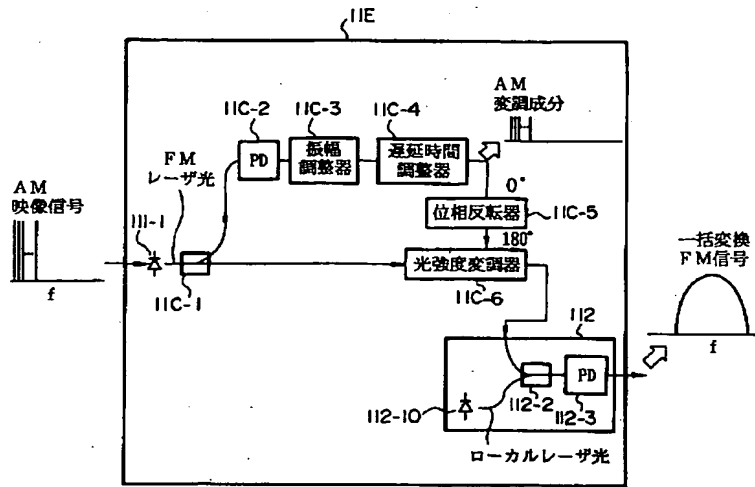 11E
AM
変調成分
11C-2
11C-3
11C-4
PD
振幅
調整器
遅延時間
調整器
FM
レーザ光
AM
映像信号
111-1
0°
位相反転器
11C-5
180°
光強度変調器
11C-1
11C-6
f
一括変換
FM信号
f
112
PD
112-2
112-10
112-3
ローカルレーザ光